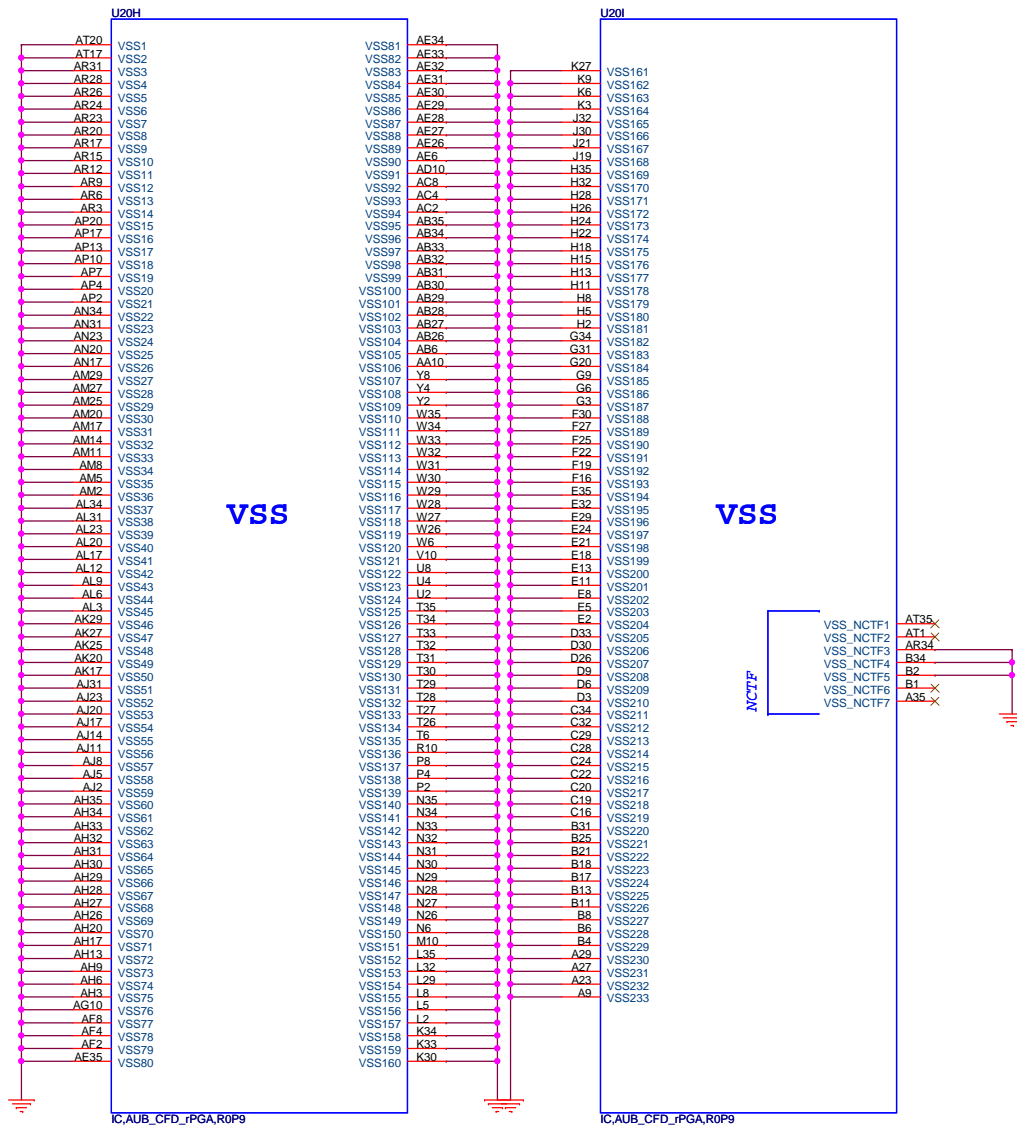 U20H
AT20 VSS1
AT17 VSS2
AR31 VSS3
AR28 VSS4
AR26 VSS5
AR24 VSS6
AR23 VSS7
AR20 VSS8
AR17 VSS9
AR15 VSS10
AR12 VSS11
AR9 VSS12
AR6 VSS13
AR3 VSS14
AP20 VSS15
AP17 VSS16
AP13 VSS17
AP10 VSS18
AP7 VSS19
AP4 VSS20
AP2 VSS21
AN34 VSS22
AN31 VSS23
AN23 VSS24
AN20 VSS25
AN17 VSS26
AM29 VSS27
AM27 VSS28
AM25 VSS29
AM20 VSS30
AM17 VSS31
AM14 VSS32
AM11 VSS33
AM8 VSS34
AM5 VSS35
AM2 VSS36
AL34 VSS37
AL31 VSS38
AL23 VSS39
AL20 VSS40
AL17 VSS41
AL12 VSS42
AL9 VSS43
AL6 VSS44
AL3 VSS45
AK29 VSS46
AK27 VSS47
AK25 VSS48
AK20 VSS49
AK17 VSS50
AJ31 VSS51
AJ23 VSS52
AJ20 VSS53
AJ17 VSS54
AJ14 VSS55
AJ11 VSS56
AJ8 VSS57
AJ5 VSS58
AJ2 VSS59
AH35 VSS60
AH34 VSS61
AH33 VSS62
AH32 VSS63
AH31 VSS64
AH30 VSS65
AH29 VSS66
AH28 VSS67
AH27 VSS68
AH26 VSS69
AH20 VSS70
AH17 VSS71
AH13 VSS72
AH9 VSS73
AH6 VSS74
AH3 VSS75
AG10 VSS76
AF8 VSS77
AF4 VSS78
AF2 VSS79
AE35 VSS80
VSS
VSS81 AE34
VSS82 AE33
VSS83 AE32
VSS84 AE31
VSS85 AE30
VSS86 AE29
VSS87 AE28
VSS88 AE27
VSS89 AE26
VSS90 AE6
VSS91 AD10
VSS92 AC8
VSS93 AC4
VSS94 AC2
VSS95 AB35
VSS96 AB34
VSS97 AB33
VSS98 AB32
VSS99 AB31
VSS100 AB30
VSS101 AB29
VSS102 AB28
VSS103 AB27
VSS104 AB26
VSS105 AB6
VSS106 AA10
VSS107 Y8
VSS108 Y4
VSS109 Y2
VSS110 W35
VSS111 W34
VSS112 W33
VSS113 W32
VSS114 W31
VSS115 W30
VSS116 W29
VSS117 W28
VSS118 W27
VSS119 W26
VSS120 W6
VSS121 V10
VSS122 U8
VSS123 U4
VSS124 U2
VSS125 T35
VSS126 T34
VSS127 T33
VSS128 T32
VSS129 T31
VSS130 T30
VSS131 T29
VSS132 T28
VSS133 T27
VSS134 T26
VSS135 T6
VSS136 R10
VSS137 P8
VSS138 P4
VSS139 P2
VSS140 N35
VSS141 N34
VSS142 N33
VSS143 N32
VSS144 N31
VSS145 N30
VSS146 N29
VSS147 N28
VSS148 N27
VSS149 N26
VSS150 N6
VSS151 M10
VSS152 L35
VSS153 L32
VSS154 L29
VSS155 L8
VSS156 L5
VSS157 L2
VSS158 K34
VSS159 K33
VSS160 K30
IC,AUB_CFD_rPGA,R0P9
U20I
K27 VSS161
K9 VSS162
K6 VSS163
K3 VSS164
J32 VSS165
J30 VSS166
J21 VSS167
J19 VSS168
H35 VSS169
H32 VSS170
H28 VSS171
H26 VSS172
H24 VSS173
H22 VSS174
H18 VSS175
H15 VSS176
H13 VSS177
H11 VSS178
H8 VSS179
H5 VSS180
H2 VSS181
G34 VSS182
G31 VSS183
G20 VSS184
G9 VSS185
G6 VSS186
G3 VSS187
F30 VSS188
F27 VSS189
F25 VSS190
F22 VSS191
F19 VSS192
F16 VSS193
E35 VSS194
E32 VSS195
E29 VSS196
E24 VSS197
E21 VSS198
E18 VSS199
E13 VSS200
E11 VSS201
E8 VSS202
E5 VSS203
E2 VSS204
D33 VSS205
D30 VSS206
D26 VSS207
D9 VSS208
D6 VSS209
D3 VSS210
C34 VSS211
C32 VSS212
C29 VSS213
C28 VSS214
C24 VSS215
C22 VSS216
C20 VSS217
C19 VSS218
C16 VSS219
B31 VSS220
B25 VSS221
B21 VSS222
B18 VSS223
B17 VSS224
B13 VSS225
B11 VSS226
B8 VSS227
B6 VSS228
B4 VSS229
A29 VSS230
A27 VSS231
A23 VSS232
A9 VSS233
VSS
NCTF
VSS_NCTF1 AT35
VSS_NCTF2 AT1
VSS_NCTF3 AR34
VSS_NCTF4 B34
VSS_NCTF5 B2
VSS_NCTF6 B1
VSS_NCTF7 A35
IC,AUB_CFD_rPGA,R0P9